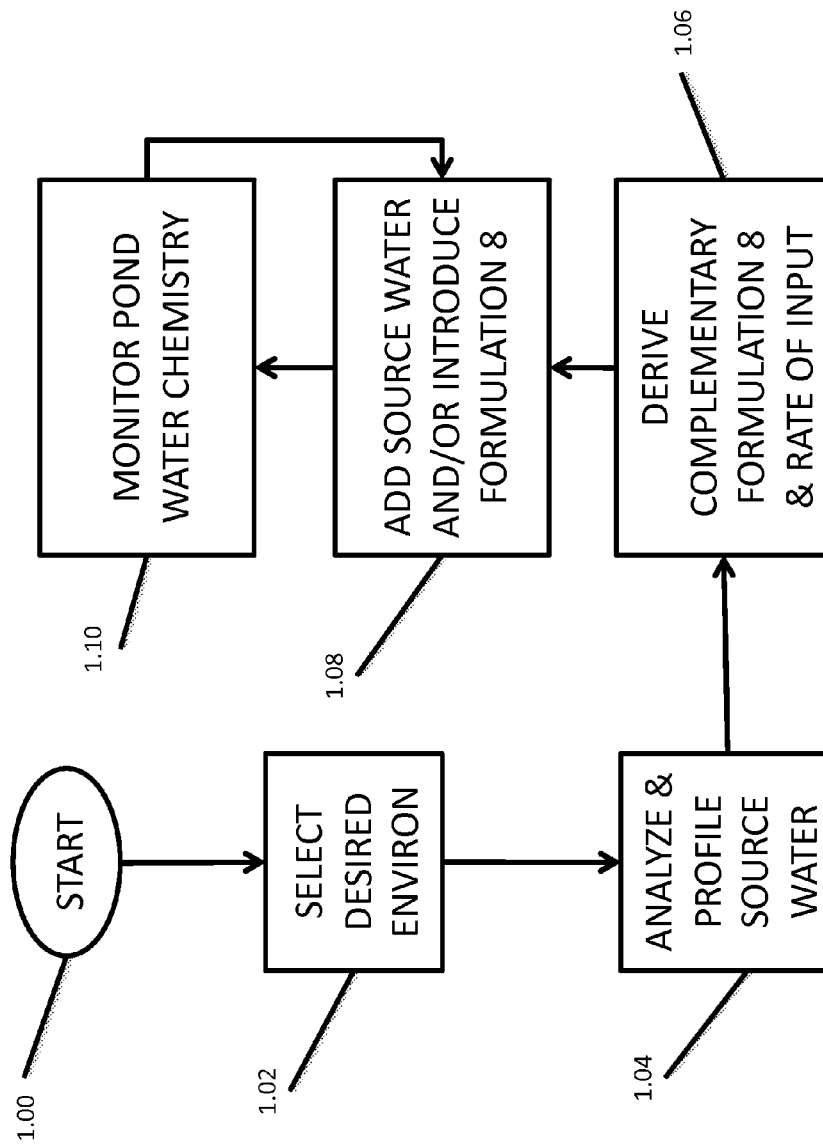 START
1.00
SELECT
DESIRED
ENVIRON
1.02
ANALYZE &
PROFILE
SOURCE
WATER
1.04
DERIVE
COMPLEMENTARY
FORMULATION 8
& RATE OF INPUT
1.06
ADD SOURCE WATER
AND/OR INTRODUCE
FORMULATION 8
1.08
MONITOR POND
WATER CHEMISTRY
1.10